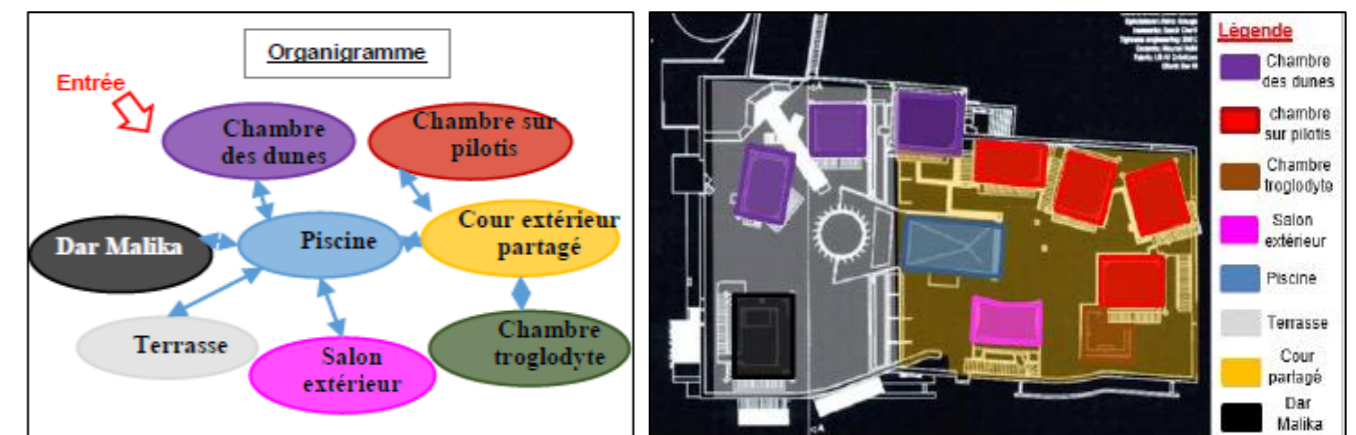 Organigramme
Entrée
Chambre
des dunes
Chambre sur
pilotis
Dar Malika
Piscine
Cour extérieur
partagé
Terrasse
Salon
extérieur
Chambre
troglodyte
A
A
Légende
Chambre
des dunes
chambre
sur pilotis
Chambre
troglodyte
Salon
extérieur
Piscine
Terrasse
Cour
partagé
Dar
Malika